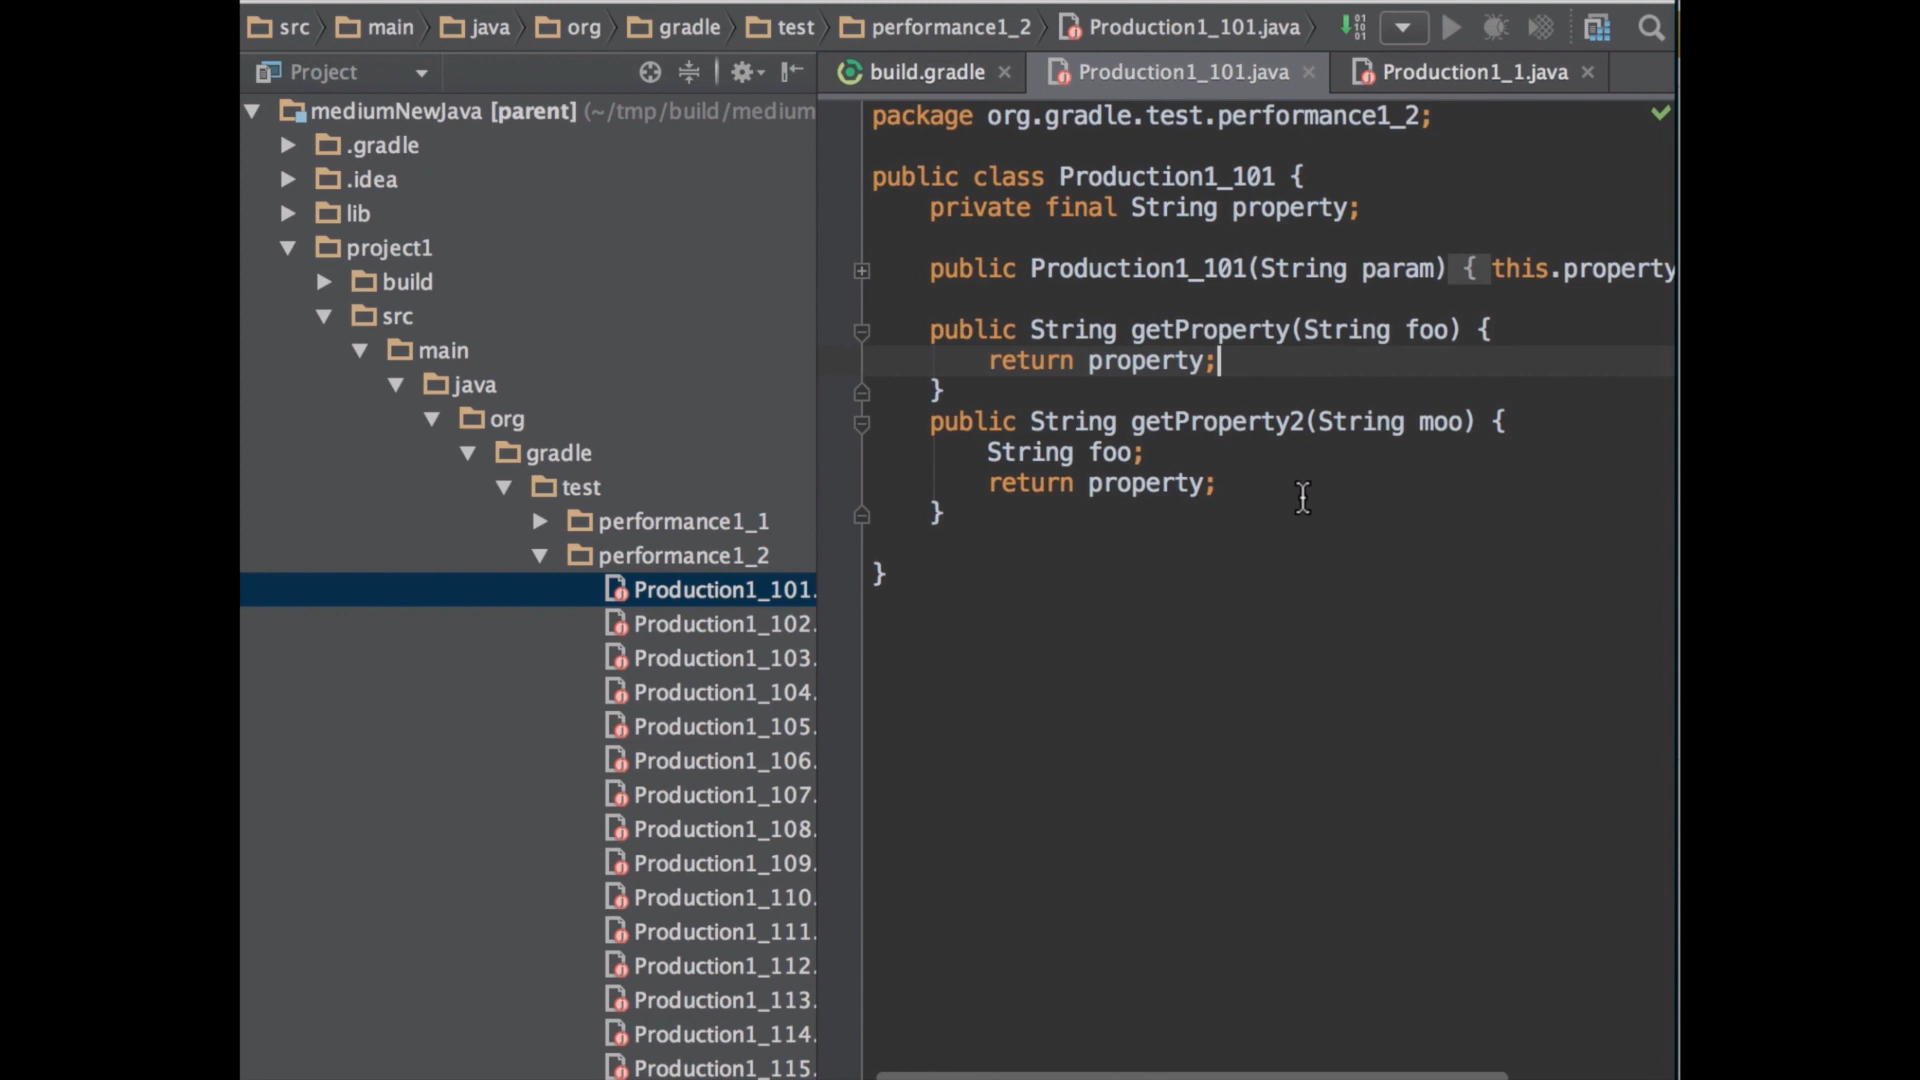 src main java org gradle test performance1_2 Production1_101.java
Project
build.gradle Production1_101.java Production1_1.java
mediumNewJava [parent] (~/tmp/build/medium
.gradle
.idea
lib
project1
build
src
main
java
org
gradle
test
performance1_1
performance1_2
Production1_101.
Production1_102.
Production1_103.
Production1_104.
Production1_105.
Production1_106.
Production1_107.
Production1_108.
Production1_109.
Production1_110.
Production1_111.
Production1_112.
Production1_113.
Production1_114.
Production1_115.
package org.gradle.test.performance1_2;
public class Production1_101 {
private final String property;
public Production1_101(String param) { this.property
public String getProperty(String foo) {
return property;
}
public String getProperty2(String moo) {
String foo;
return property;
}
}